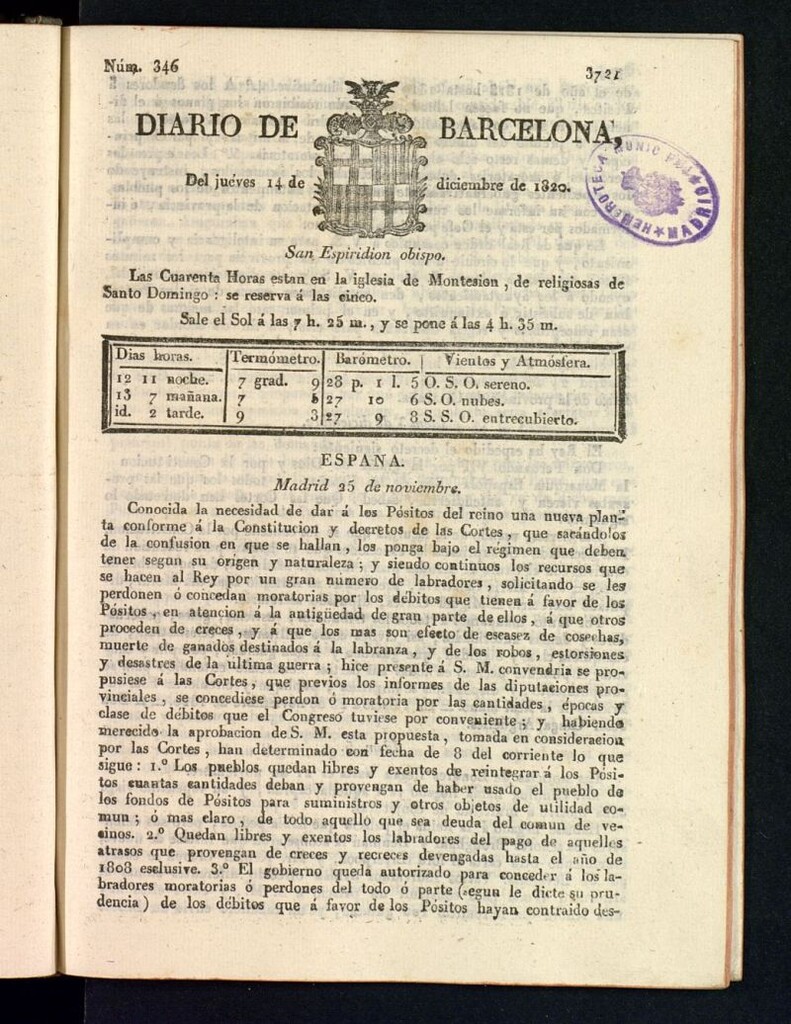 Núm. 346
3721
DIARIO DE BARCELONA,
Del juéves 14 de diciembre de 1820.
HEMEROTECA MUNICIPAL ★ MADRID ★
San Espiridion obispo.
Las Cuarenta Horas estan en la iglesia de Montesion, de religiosas de
Santo Domingo : se reserva á las cinco.
Sale el Sol á las 7 h. 25 m., y se pone á las 4 h. 35 m.
Dias horas. Termómetro. Barómetro. Vientos y Atmósfera.
12 11 noche. 7 grad. 9 28 p. 1 l. 5 O. S. O. sereno.
13 7 mañana. 7 27 10 6 S. O. nubes.
id. 2 tarde. 9 3 27 9 8 S. S. O. entrecubierto.
ESPAÑA.
Madrid 25 de noviembre.
Conocida la necesidad de dar á los Pósitos del reino una nueva plan-
ta conforme á la Constitucion y decretos de las Cortes, que sacándolos
de la confusion en que se hallan, los ponga bajo el régimen que deben
tener segun su orígen y naturaleza; y siendo continuos los recursos que
se hacen al Rey por un gran número de labradores, solicitando se les
perdonen ó concedan moratorias por los débitos que tienen á favor de los
Pósitos, en atencion á la antigüedad de gran parte de ellos, á que otros
proceden de creces, y á que los mas son efecto de escasez de cosechas,
muerte de ganados destinados á la labranza, y de los robos, estorsiones
y desastres de la última guerra; hice presente á S. M. convendria se pro-
pusiese á las Cortes, que previos los informes de las diputaciones pro-
vinciales, se concediese perdon ó moratoria por las cantidades, épocas y
clase de débitos que el Congreso tuviese por conveniente; y habiendo
merecido la aprobacion de S. M. esta propuesta, tomada en consideracion
por las Cortes, han determinado con fecha de 8 del corriente lo que
sigue: 1.º Los pueblos quedan libres y exentos de reintegrar á los Pósi-
tos cuantas cantidades deban y provengan de haber usado el pueblo de
los fondos de Pósitos para suministros y otros objetos de utilidad co-
mun; ó mas claro, de todo aquello que sea deuda del comun de ve-
cinos. 2.º Quedan libres y exentos los labradores del pago de aquellos
atrasos que provengan de creces y recreces devengadas hasta el año de
1808 esclusive. 3.º El gobierno queda autorizado para conceder á los la-
bradores moratorias ó perdones del todo ó parte (segun le dicte su pru-
dencia) de los débitos que á favor de los Pósitos hayan contraido des-